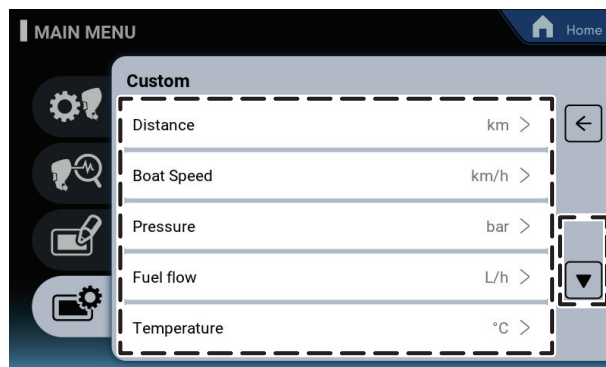 MAIN MENU
Home
Custom
Distance km
Boat Speed km/h
Pressure bar
Fuel flow L/h
Temperature °C